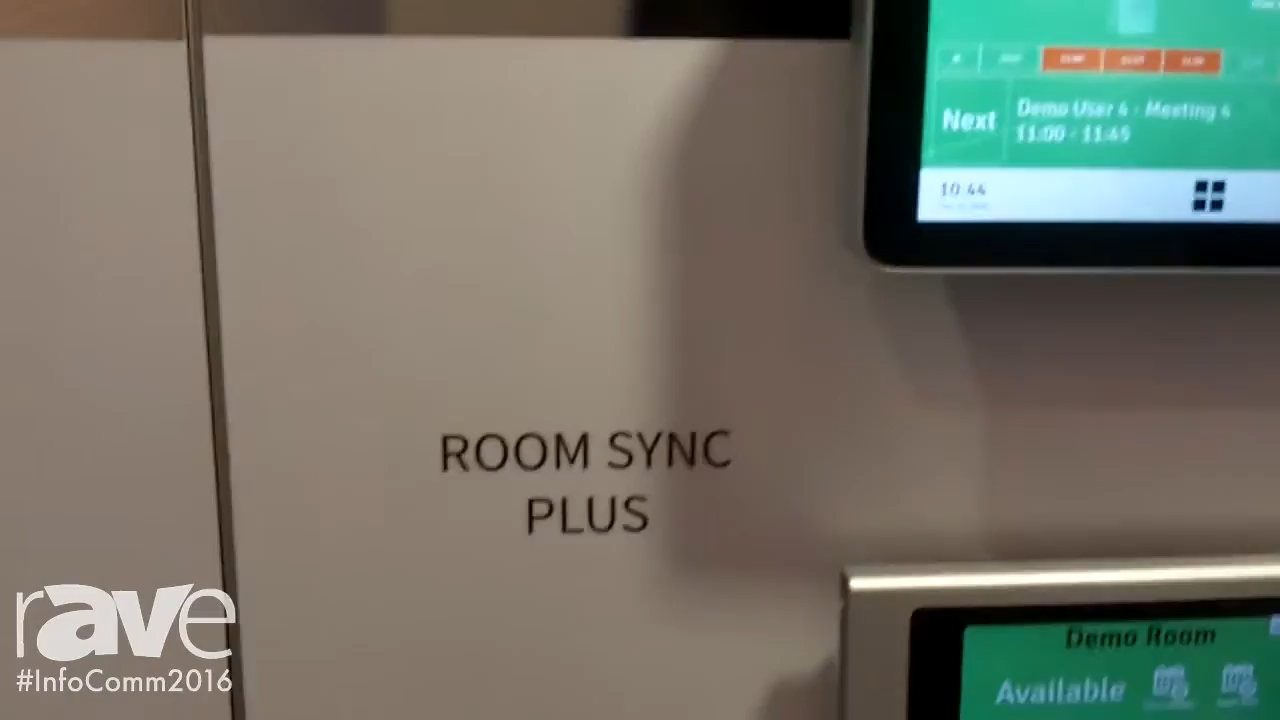 Next
Demo User 4 - Meeting 4
11:00 - 11:45
10:44
ROOM SYNC
PLUS
Demo Room
Available
rave
#InfoComm2016